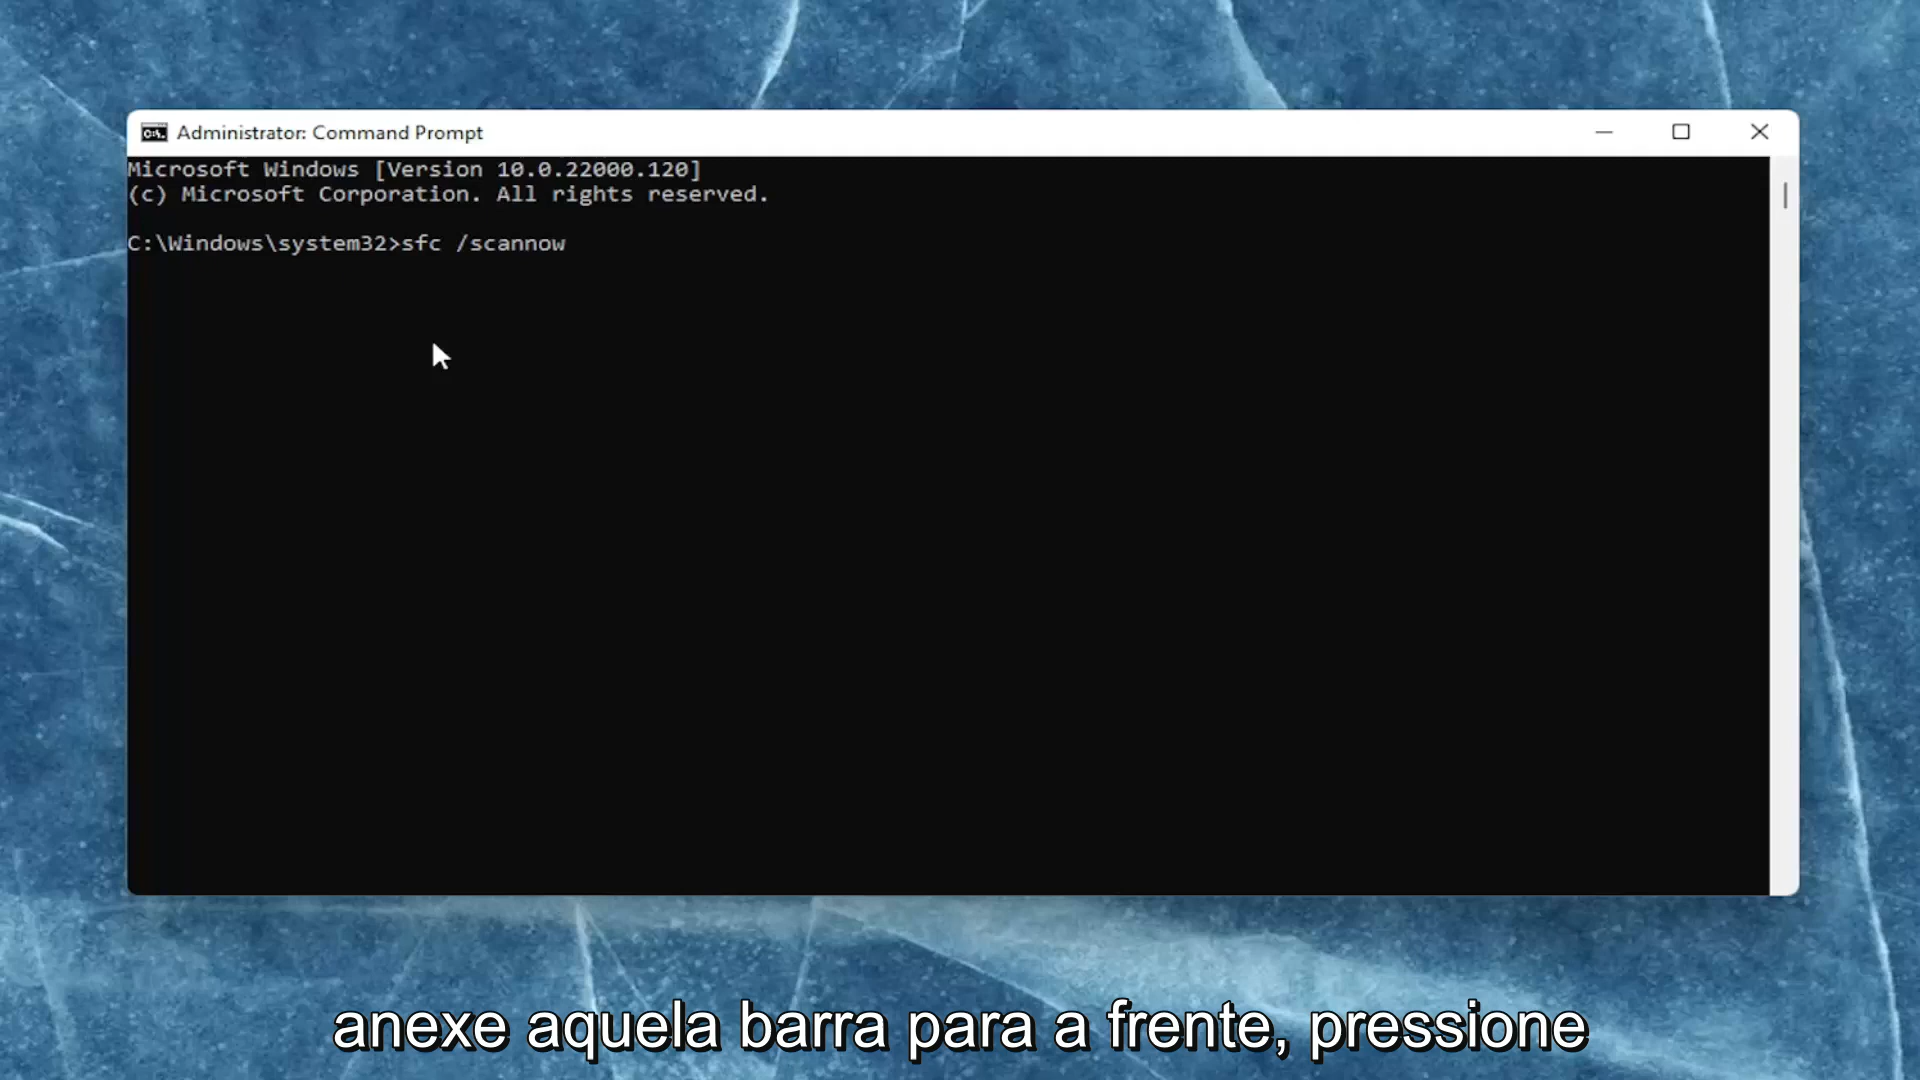 Administrator: Command Prompt
Microsoft Windows [Version 10.0.22000.120]
(c) Microsoft Corporation. All rights reserved.
C:\Windows\system32>sfc /scannow
anexe aquela barra para a frente, pressione